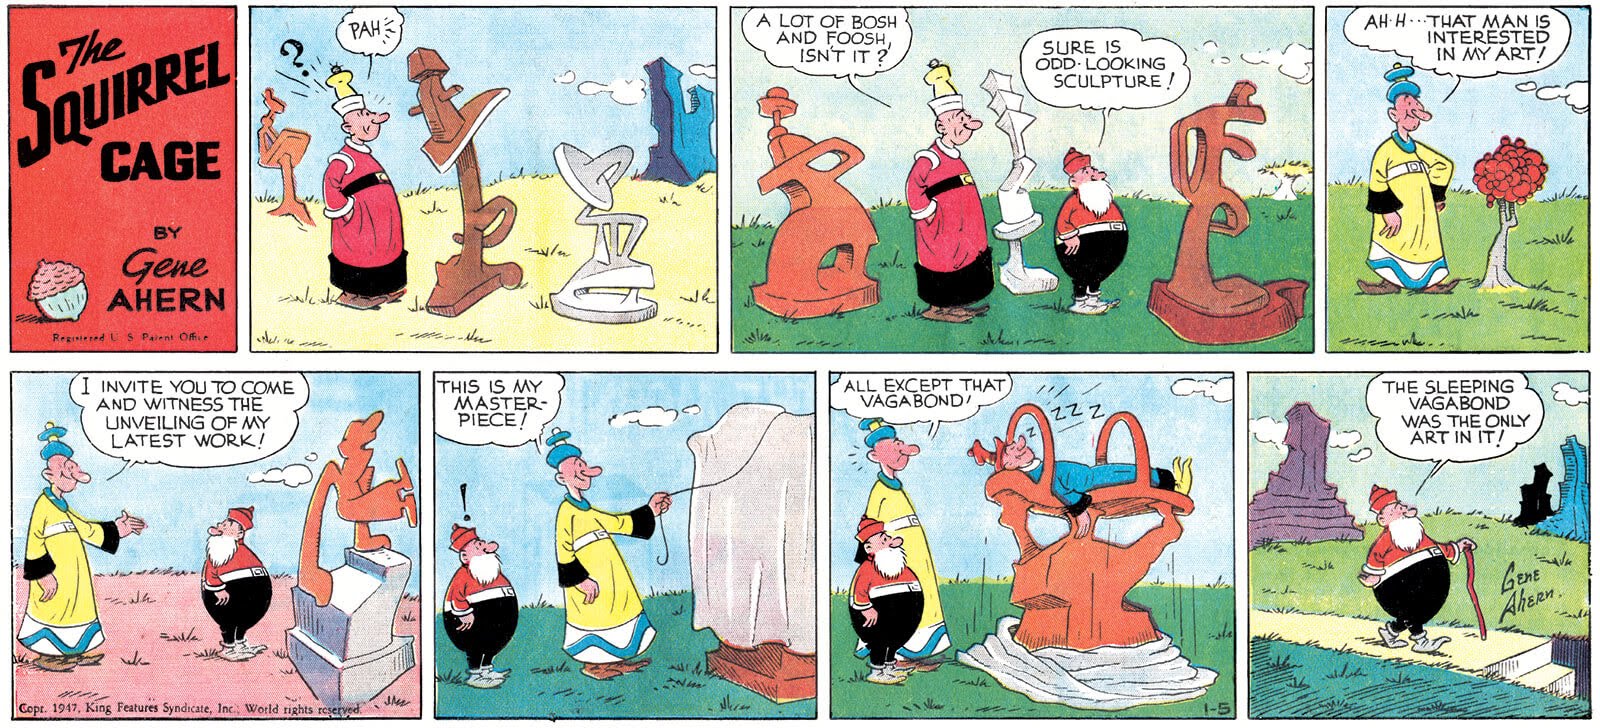 The
SQUIRREL
CAGE
BY
Gene
AHERN
Registered U. S. Patent Office
?
PAH
A LOT OF BOSH
AND FOOSH,
ISN'T IT?
SURE IS
ODD-LOOKING
SCULPTURE!
AH-H---THAT MAN IS
INTERESTED
IN MY ART!
I INVITE YOU TO COME
AND WITNESS THE
UNVEILING OF MY
LATEST WORK!
Copr. 1947, King Features Syndicate, Inc., World rights reserved.
THIS IS MY
MASTER-
PIECE!
!
ALL EXCEPT THAT
VAGABOND!
Z ZZZ
1-5
THE SLEEPING
VAGABOND
WAS THE ONLY
ART IN IT!
GENE
AHERN.